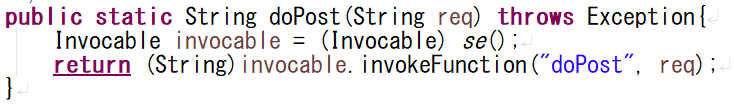 public static String doPost(String req) throws Exception{
    Invocable invocable = (Invocable) se();
    return (String)invocable.invokeFunction("doPost", req);
}